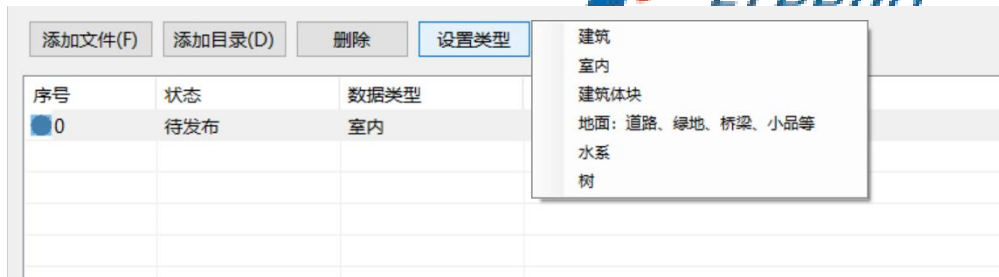 添加文件(F) 添加目录(D) 删除 设置类型
建筑
室内
建筑体块
地面：道路、绿地、桥梁、小品等
水系
树
序号 状态 数据类型
0 待发布 室内